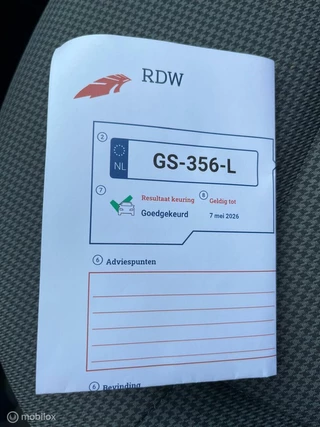 RDW
2
NL
GS-356-L
7
Resultaat keuring
8
Geldig tot
Goedgekeurd
7 mei 2026
6 Adviespunten
6 Bevinding
© mobilox